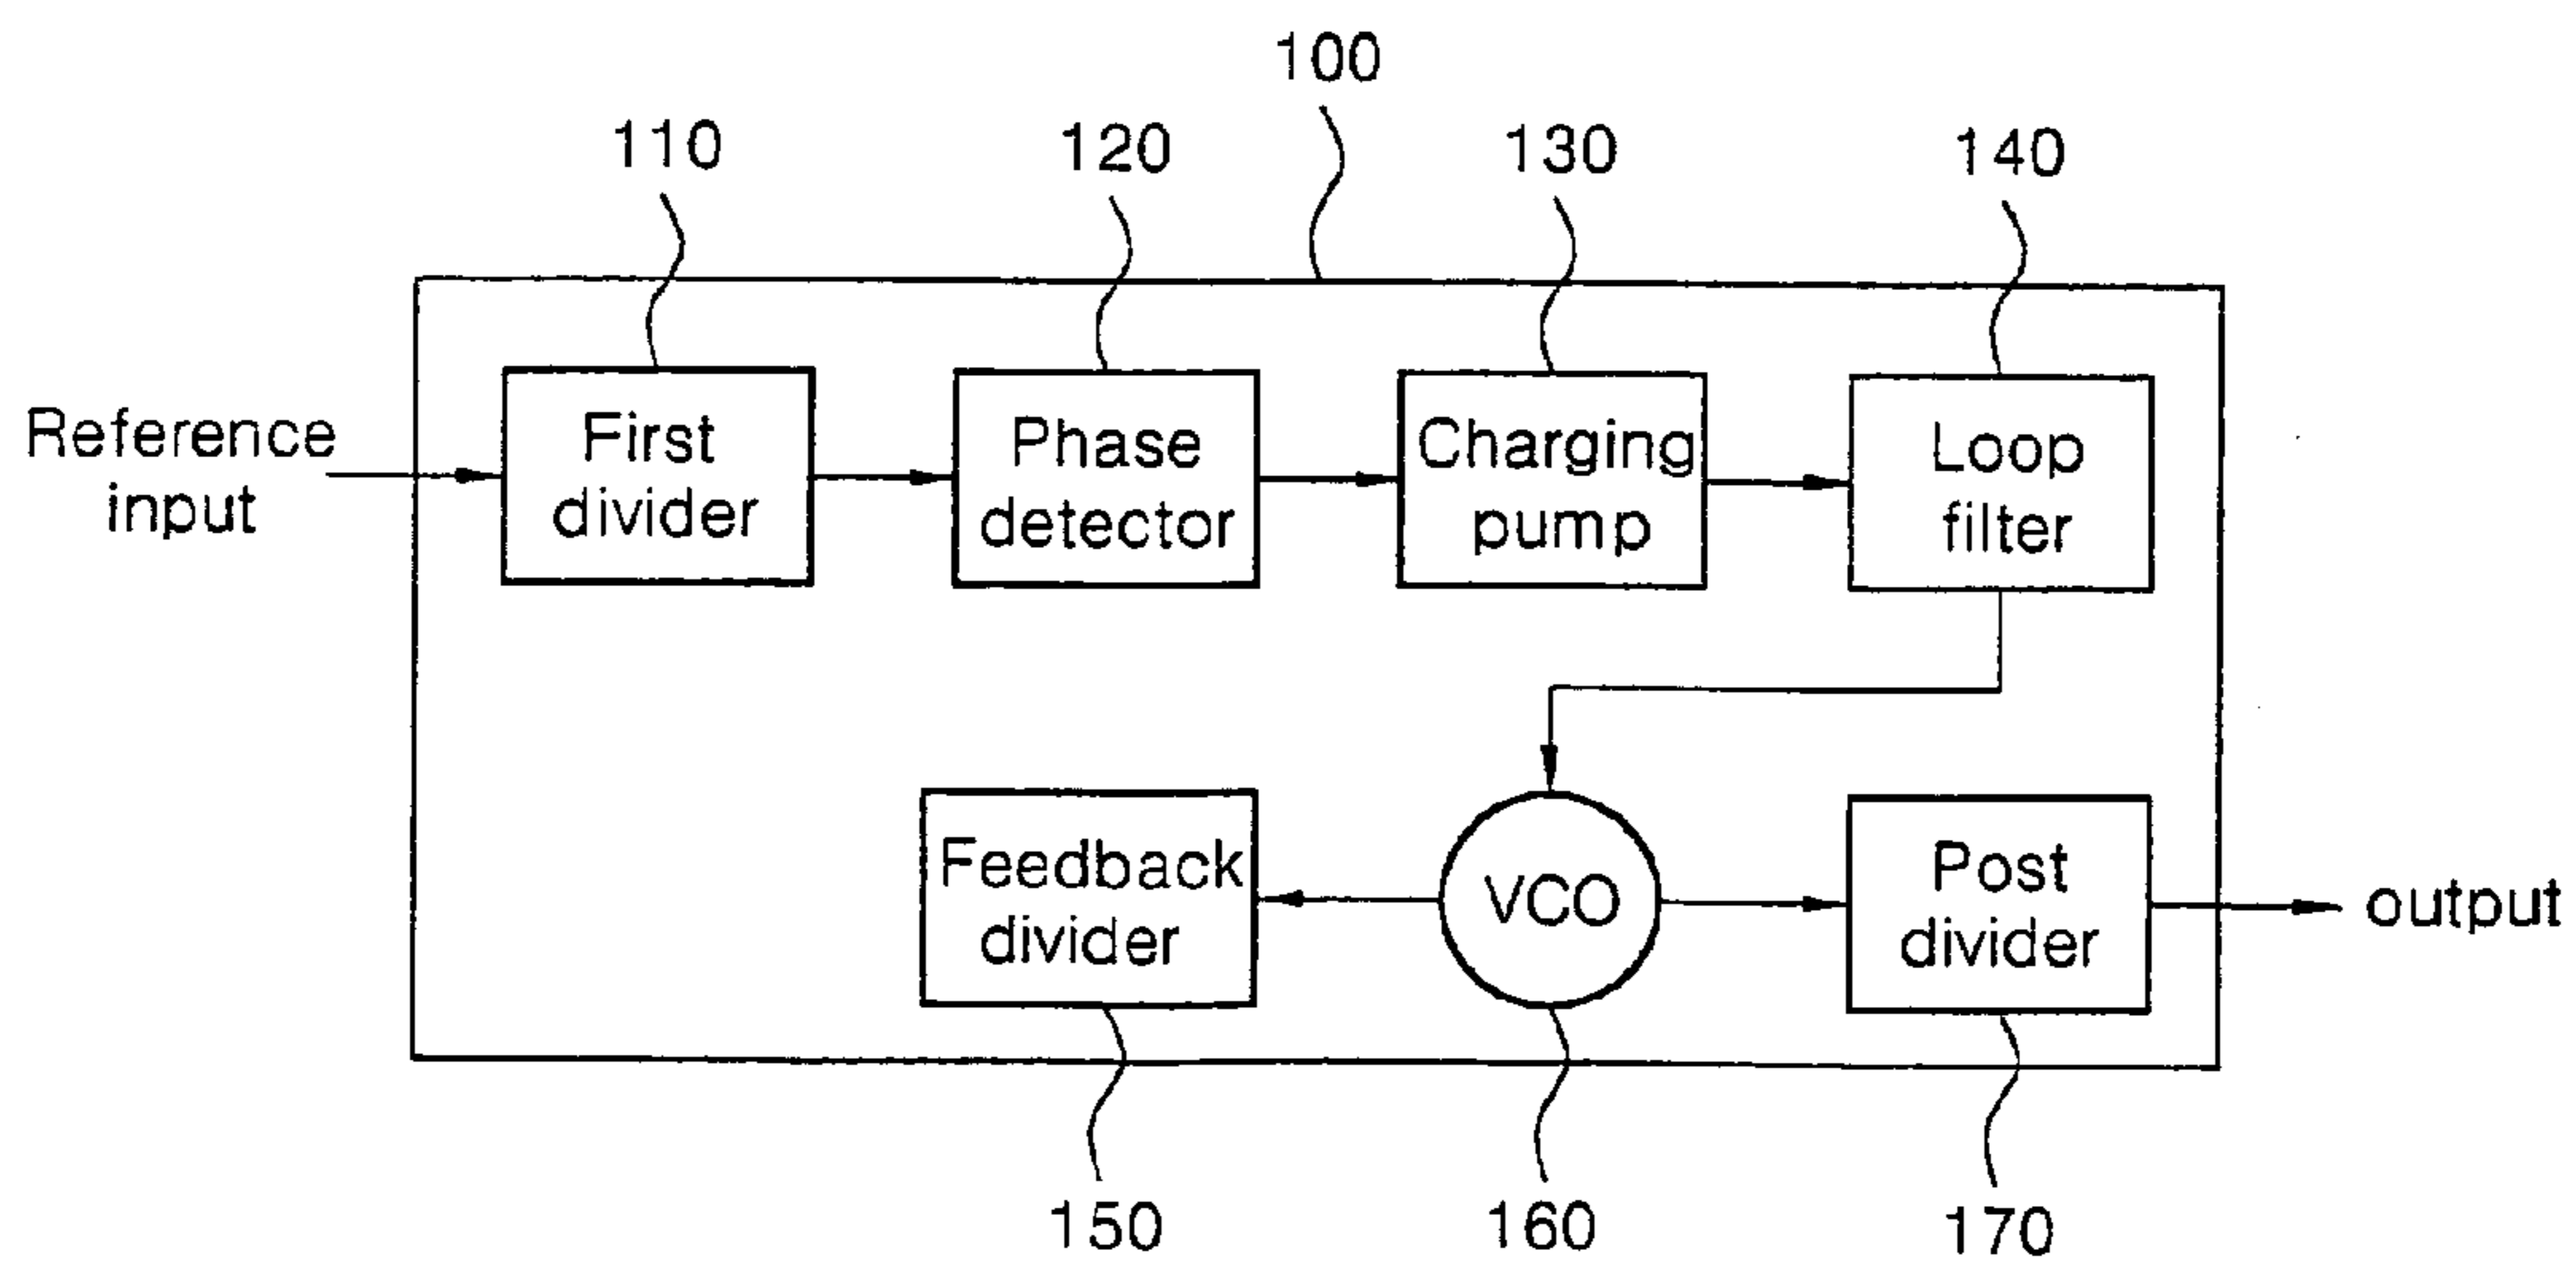 100
110
120
130
140
Reference
input
First
divider
Phase
detector
Charging
pump
Loop
filter
Feedback
divider
VCO
Post
divider
output
150
160
170